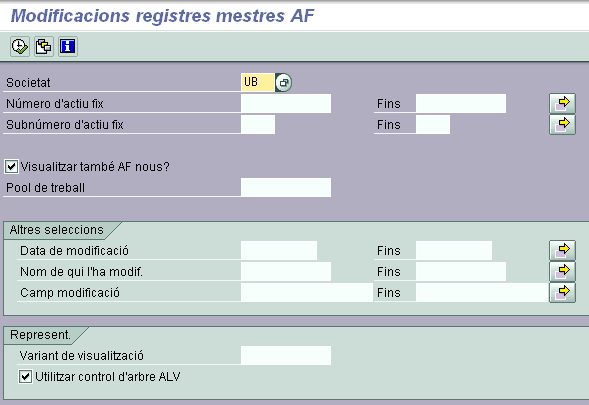 Modificacions registres mestres AF
Societat UB
Número d'actiu fix Fins
Subnúmero d'actiu fix Fins
Visualitzar també AF nous?
Pool de treball
Altres seleccions
Data de modificació Fins
Nom de qui l'ha modif. Fins
Camp modificació Fins
Represent.
Variant de visualització
Utilitzar control d'arbre ALV